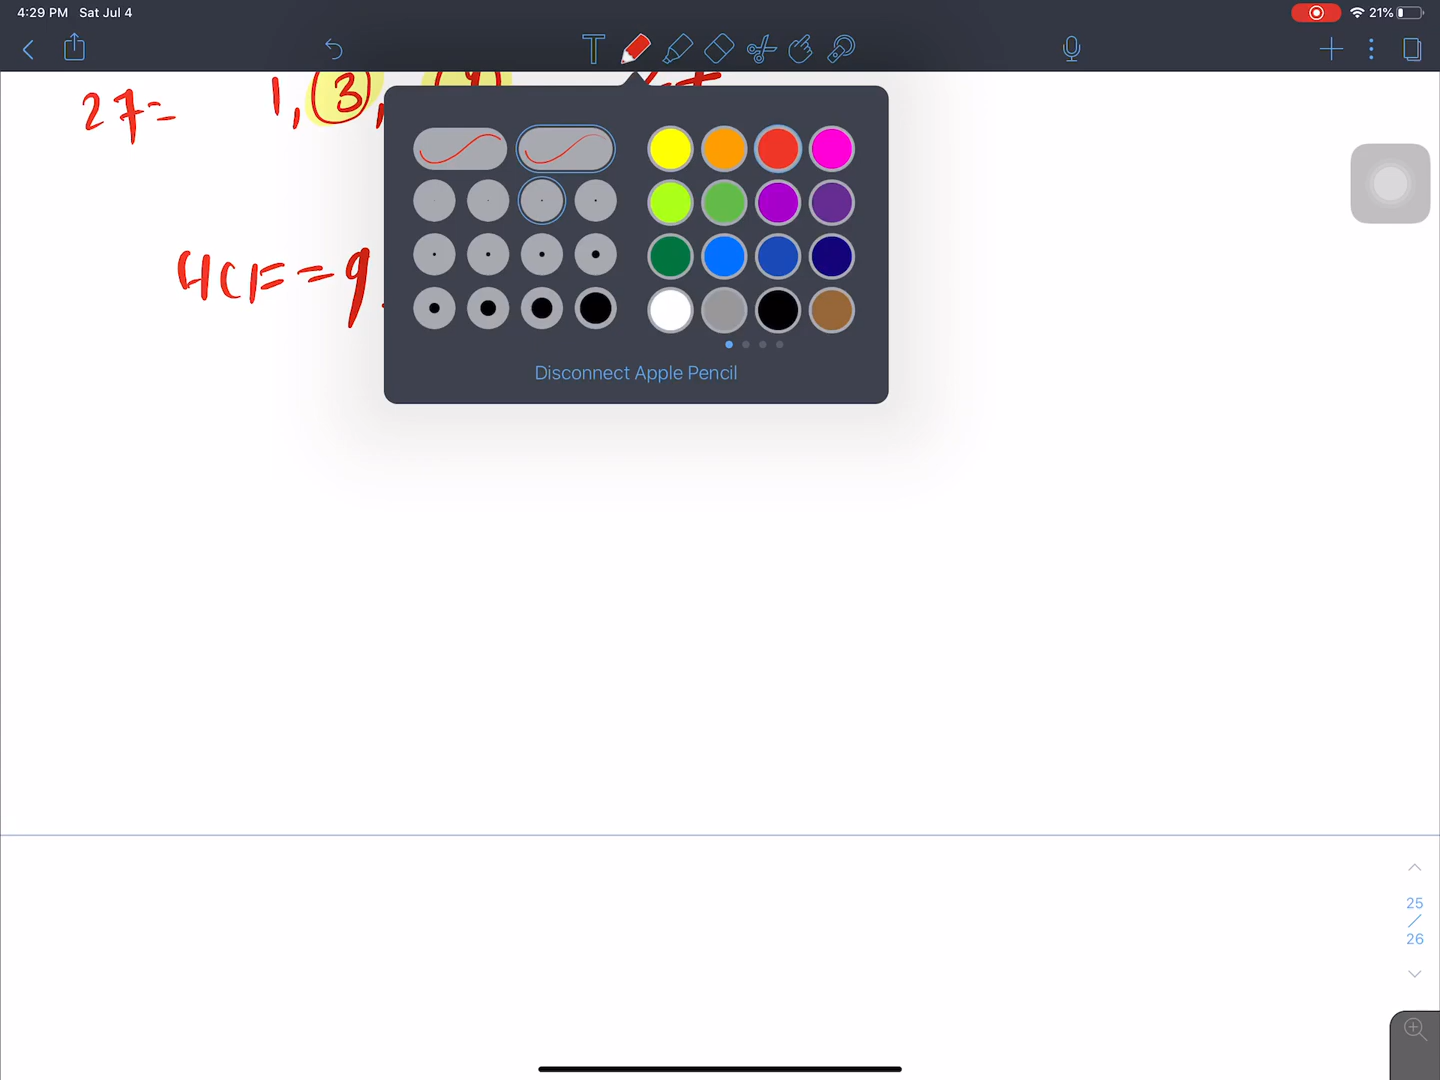 4:29 PM Sat Jul 4
21%
T
27= 1, 3,
HCF = 9
Disconnect Apple Pencil
25
/
26